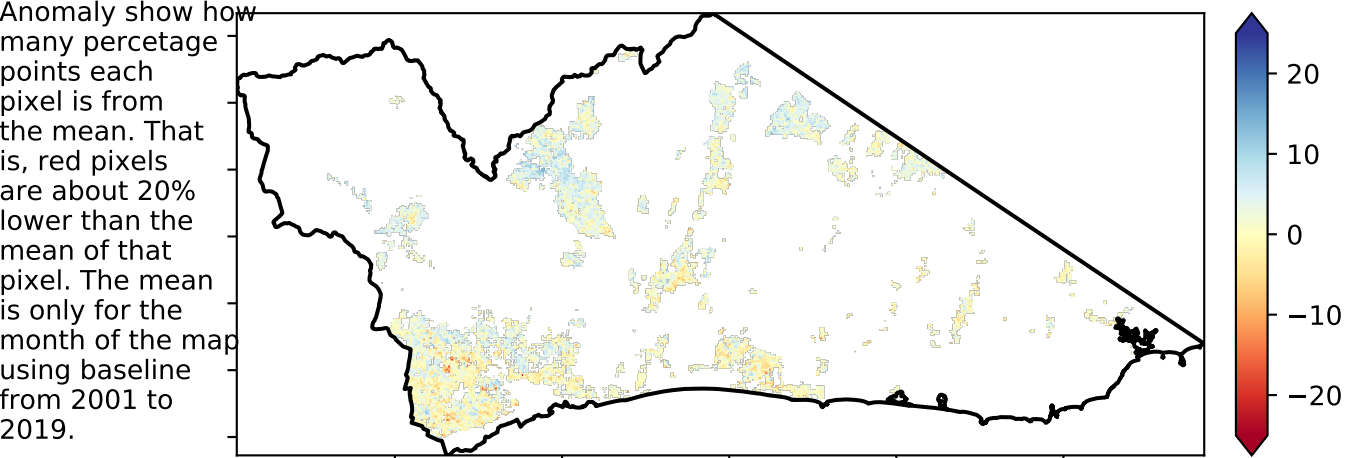 Anomaly show how
many percetage
points each
pixel is from
the mean. That
is, red pixels
are about 20%
lower than the
mean of that
pixel. The mean
is only for the
month of the map
using baseline
from 2001 to
2019.
20
10
0
−10
−20